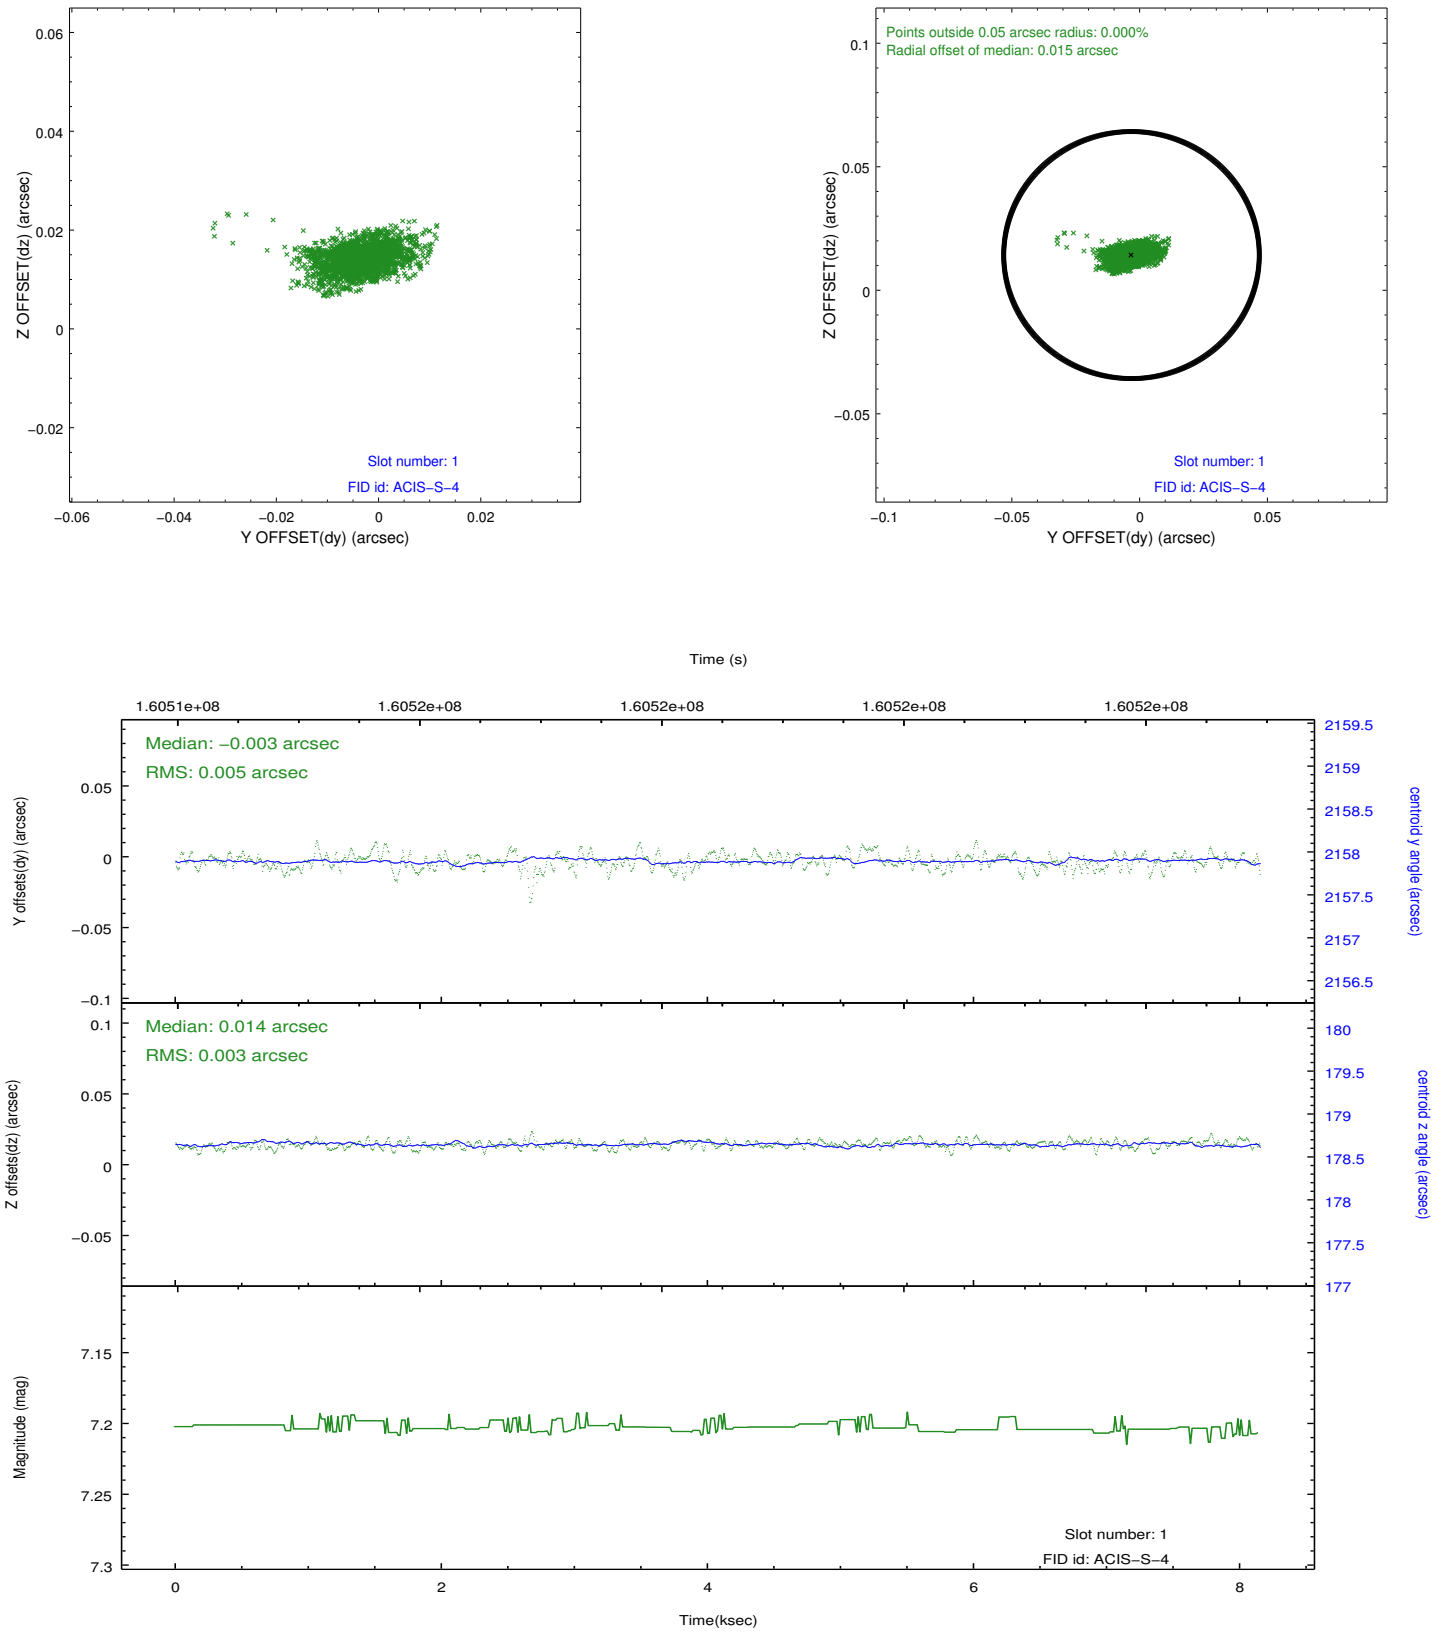 0.06
0.04
0.02
0
−0.02
Z OFFSET(dz) (arcsec)
Slot number: 1
FID id: ACIS−S−4
−0.06
−0.04
−0.02
0
0.02
Y OFFSET(dy) (arcsec)
Points outside 0.05 arcsec radius: 0.000%
Radial offset of median: 0.015 arcsec
0.1
0.05
0
−0.05
Z OFFSET(dz) (arcsec)
Slot number: 1
FID id: ACIS−S−4
−0.1
−0.05
0
0.05
Y OFFSET(dy) (arcsec)
Time (s)
1.6051e+08
1.6052e+08
1.6052e+08
1.6052e+08
1.6052e+08
Median: −0.003 arcsec
RMS: 0.005 arcsec
0.05
0
−0.05
−0.1
Y offsets(dy) (arcsec)
2159.5
2159
2158.5
2158
2157.5
2157
2156.5
centroid y angle (arcsec)
Median: 0.014 arcsec
RMS: 0.003 arcsec
0.1
0.05
0
−0.05
Z offsets(dz) (arcsec)
180
179.5
179
178.5
178
177.5
177
centroid z angle (arcsec)
7.15
7.2
7.25
7.3
Magnitude (mag)
Slot number: 1
FID id: ACIS−S−4
0
2
4
6
8
Time(ksec)